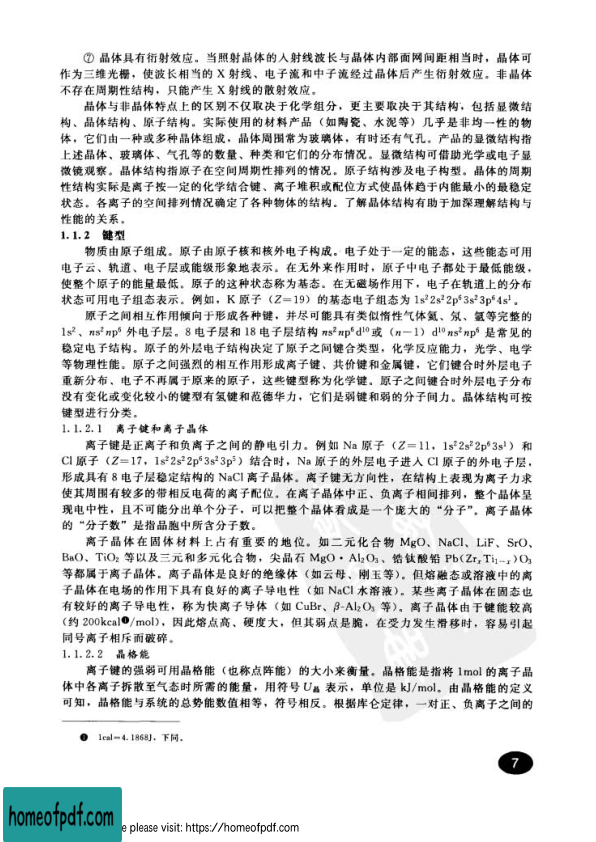 ⑦ 晶体具有衍射效应。当照射晶体的入射线波长与晶体内部面网间距相当时，晶体可
作为三维光栅，使波长相当的 X 射线、电子流和中子流经过晶体后产生衍射效应。非晶体
不存在周期性结构，只能产生 X 射线的散射效应。
晶体与非晶体特点上的区别不仅取决于化学组分，更主要取决于其结构，包括显微结
构、晶体结构、原子结构。实际使用的材料产品（如陶瓷、水泥等）几乎是非均一性的物
体，它们由一种或多种晶体组成，晶体周围常为玻璃体，有时还有气孔。产品的显微结构指
上述晶体、玻璃体、气孔等的数量、种类和它们的分布情况。显微结构可借助光学或电子显
微镜观察。晶体结构指原子在空间周期性排列的情况。原子结构涉及电子构型。晶体的周期
性结构实际是离子按一定的化学结合键、离子堆积或配位方式使晶体趋于内能最小的最稳定
状态。各离子的空间排列情况确定了各种物体的结构。了解晶体结构有助于加深理解结构与
性能的关系。
1.1.2 键型
物质由原子组成。原子由原子核和核外电子构成。电子处于一定的能态，这些能态可用
电子云、轨道、电子层或能级形象地表示。在无外来作用时，原子中电子都处于最低能级，
使整个原子的能量最低。原子的这种状态称为基态。在无磁场作用下，电子在轨道上的分布
状态可用电子组态表示。例如，K 原子（Z=19）的基态电子组态为 1s²2s²2p⁶3s²3p⁶4s¹。
原子之间相互作用倾向于形成各种键，并尽可能具有类似惰性气体氦、氖、氩等完整的
1s²、ns²np⁶ 外电子层。8 电子层和 18 电子层结构 ns²np⁶d¹⁰ 或 (n−1) d¹⁰ns²np⁶ 是常见的
稳定电子结构。原子的外层电子结构决定了原子之间键合类型，化学反应能力，光学、电学
等物理性能。原子之间强烈的相互作用形成离子键、共价键和金属键，它们键合时外层电子
重新分布、电子不再属于原来的原子，这些键型称为化学键。原子之间键合时外层电子分布
没有变化或变化较小的键型有氢键和范德华力，它们是弱键和弱的分子间力。晶体结构可按
键型进行分类。
1.1.2.1 离子键和离子晶体
离子键是正离子和负离子之间的静电引力。例如 Na 原子（Z=11，1s²2s²2p⁶3s¹）和
Cl 原子（Z=17，1s²2s²2p⁶3s²3p⁵）结合时，Na 原子的外层电子进入 Cl 原子的外电子层，
形成具有 8 电子层稳定结构的 NaCl 离子晶体。离子键无方向性，在结构上表现为离子力求
使其周围有较多的带相反电荷的离子配位。在离子晶体中正、负离子相间排列，整个晶体呈
现电中性，且不可能分出单个分子，可以把整个晶体看成是一个庞大的“分子”。离子晶体
的“分子数”是指晶胞中所含分子数。
离子晶体在固体材料上占有重要的地位。如二元化合物 MgO、NaCl、LiF、SrO、
BaO、TiO₂ 等以及三元和多元化合物，尖晶石 MgO·Al₂O₃、锆钛酸铅 Pb(ZrₓTi₁₋ₓ)O₃
等都属于离子晶体。离子晶体是良好的绝缘体（如云母、刚玉等）。但熔融态或溶液中的离
子晶体在电场的作用下具有良好的离子导电性（如 NaCl 水溶液）。某些离子晶体在固态也
有较好的离子导电性，称为快离子导体（如 CuBr、β-Al₂O₃ 等）。离子晶体由于键能较高
（约 200kcal❶/mol），因此熔点高、硬度大，但其弱点是脆，在受力发生滑移时，容易引起
同号离子相斥而破碎。
1.1.2.2 晶格能
离子键的强弱可用晶格能（也称点阵能）的大小来衡量。晶格能是指将 1mol 的离子晶
体中各离子拆散至气态时所需的能量，用符号 U晶 表示，单位是 kJ/mol。由晶格能的定义
可知，晶格能与系统的总势能数值相等，符号相反。根据库仑定律，一对正、负离子之间的
❶ 1cal=4.1868J，下同。
7
homeofpdf.com
e please visit: https://homeofpdf.com